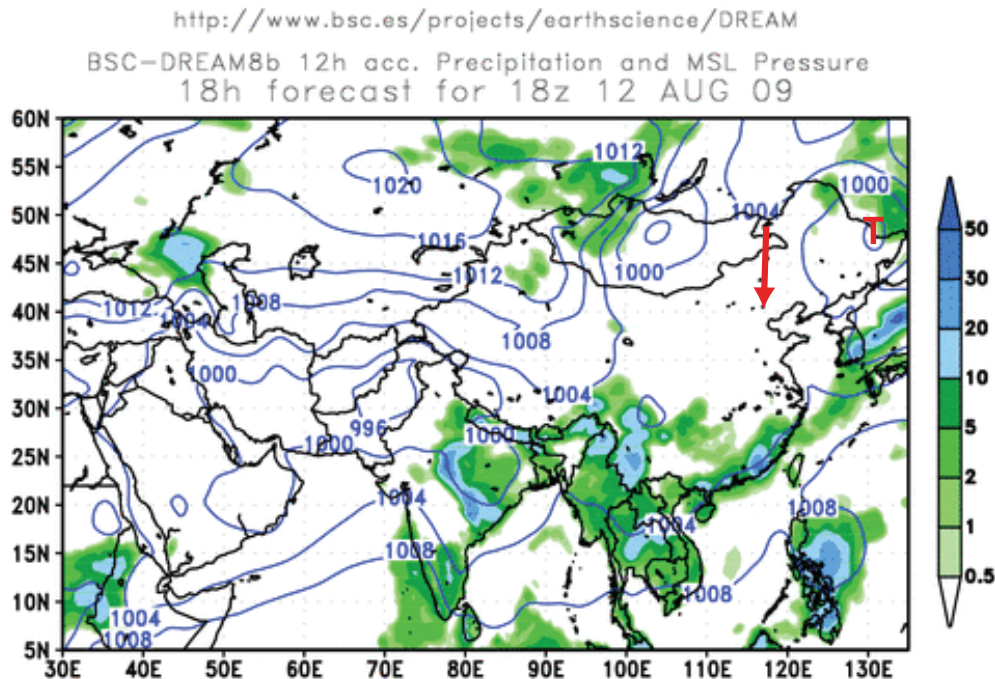 http://www.bsc.es/projects/earthscience/DREAM
BSC-DREAM8b 12h acc. Precipitation and MSL Pressure
18h forecast for 18z 12 AUG 09
60N
55N
50N
45N
40N
35N
30N
25N
20N
15N
10N
5N
1012
1020
1000
1004
1016
1012
1000
1012
1008
1004
1008
1000
1004
996
1000
1000
1004
1004
1008
1008
1008
1004
1008
T
50
30
20
10
5
2
1
0.5
30E
40E
50E
60E
70E
80E
90E
100E
110E
120E
130E